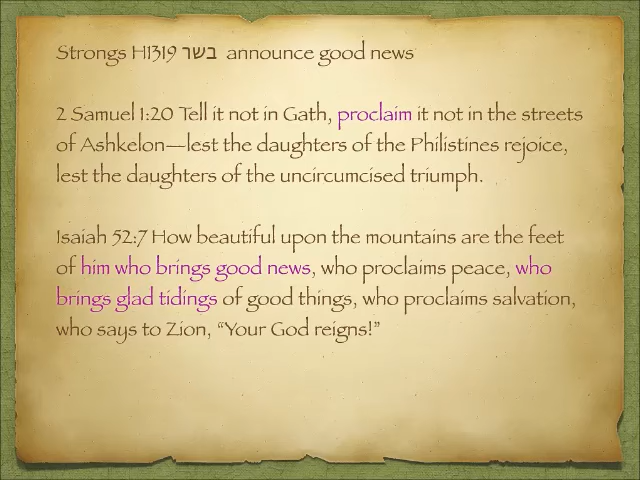 Strongs H1319 בשר announce good news
2 Samuel 1:20 Tell it not in Gath, proclaim it not in the streets
of Ashkelon—lest the daughters of the Philistines rejoice,
lest the daughters of the uncircumcised triumph.
Isaiah 52:7 How beautiful upon the mountains are the feet
of him who brings good news, who proclaims peace, who
brings glad tidings of good things, who proclaims salvation,
who says to Zion, “Your God reigns!”